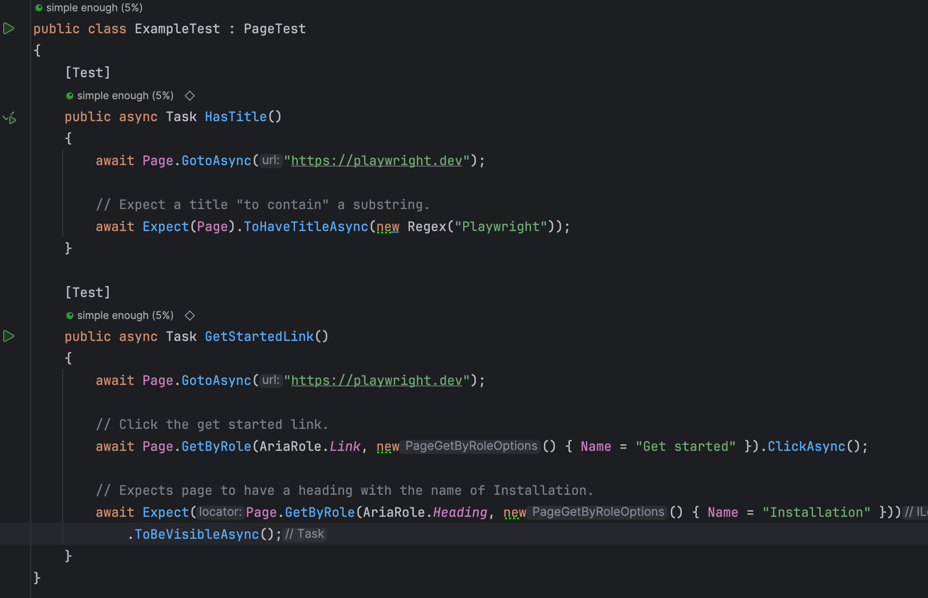 simple enough (5%)
public class ExampleTest : PageTest
{
[Test]
simple enough (5%)
public async Task HasTitle()
{
await Page.GotoAsync( url: "https://playwright.dev");
// Expect a title "to contain" a substring.
await Expect(Page).ToHaveTitleAsync(new Regex("Playwright"));
}
[Test]
simple enough (5%)
public async Task GetStartedLink()
{
await Page.GotoAsync( url: "https://playwright.dev");
// Click the get started link.
await Page.GetByRole(AriaRole.Link, new PageGetByRoleOptions () { Name = "Get started" }).ClickAsync();
// Expects page to have a heading with the name of Installation.
await Expect( locator: Page.GetByRole(AriaRole.Heading, new PageGetByRoleOptions () { Name = "Installation" })) //
.ToBeVisibleAsync(); // Task
}
}